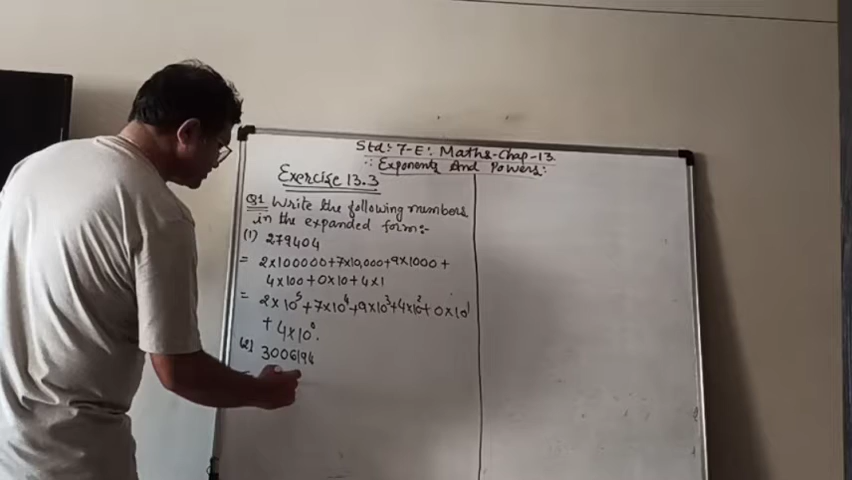 Std:- 7-E: Maths-Chap-13.
:- Exponents And Powers:-
Exercise 13.3
Q1 Write the following numbers
in the expanded form:-
(1) 279404
= 2×100000+7×10,000+9×1000+
4×100+0×10+4×1
= 2×10⁵+7×10⁴+9×10³+4×10²+0×10¹
+ 4×10⁰.
(2) 3006194
=